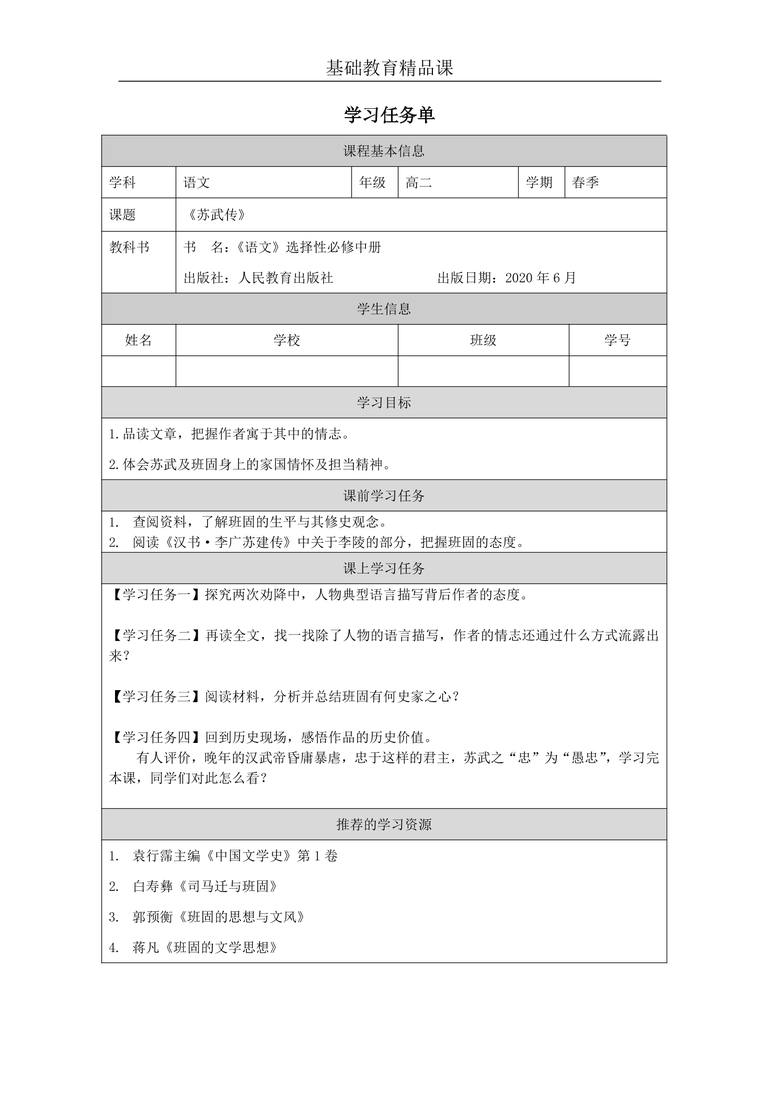 基础教育精品课
学习任务单
课程基本信息
学科 语文 年级 高二 学期 春季
课题 《苏武传》
教科书 书 名：《语文》选择性必修中册
出版社：人民教育出版社 出版日期：2020 年 6 月
学生信息
姓名 学校 班级 学号
学习目标
1.品读文章，把握作者寓于其中的情志。
2.体会苏武及班固身上的家国情怀及担当精神。
课前学习任务
1. 查阅资料，了解班固的生平与其修史观念。
2. 阅读《汉书·李广苏建传》中关于李陵的部分，把握班固的态度。
课上学习任务
【学习任务一】探究两次劝降中，人物典型语言描写背后作者的态度。
【学习任务二】再读全文，找一找除了人物的语言描写，作者的情志还通过什么方式流露出
来？
【学习任务三】阅读材料，分析并总结班固有何史家之心？
【学习任务四】回到历史现场，感悟作品的历史价值。
有人评价，晚年的汉武帝昏庸暴虐，忠于这样的君主，苏武之“忠”为“愚忠”，学习完
本课，同学们对此怎么看？
推荐的学习资源
1. 袁行霈主编《中国文学史》第 1 卷
2. 白寿彝《司马迁与班固》
3. 郭预衡《班固的思想与文风》
4. 蒋凡《班固的文学思想》